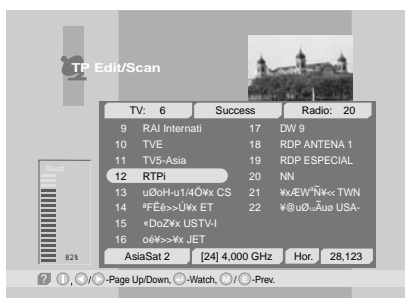 TP Edit/Scan
TV: 6 Success Radio: 20
9 RAI Internati 17 DW 9
10 TVE 18 RDP ANTENA 1
11 TV5-Asia 19 RDP ESPECIAL
12 RTPi 20 NN
13 uØoH-u1/4Ö¥x CS 21 ¥xÆWºÑ¥<< TWN
14 ªFÊê>>Ú¥x ET 22 ¥@uØ Ãuø USA-
15 «DoZ¥x USTV-I
16 oé¥>>¥x JET
Good
82%
AsiaSat 2 [24] 4,000 GHz Hor. 28,123
-Page Up/Down, -Watch, / -Prev.